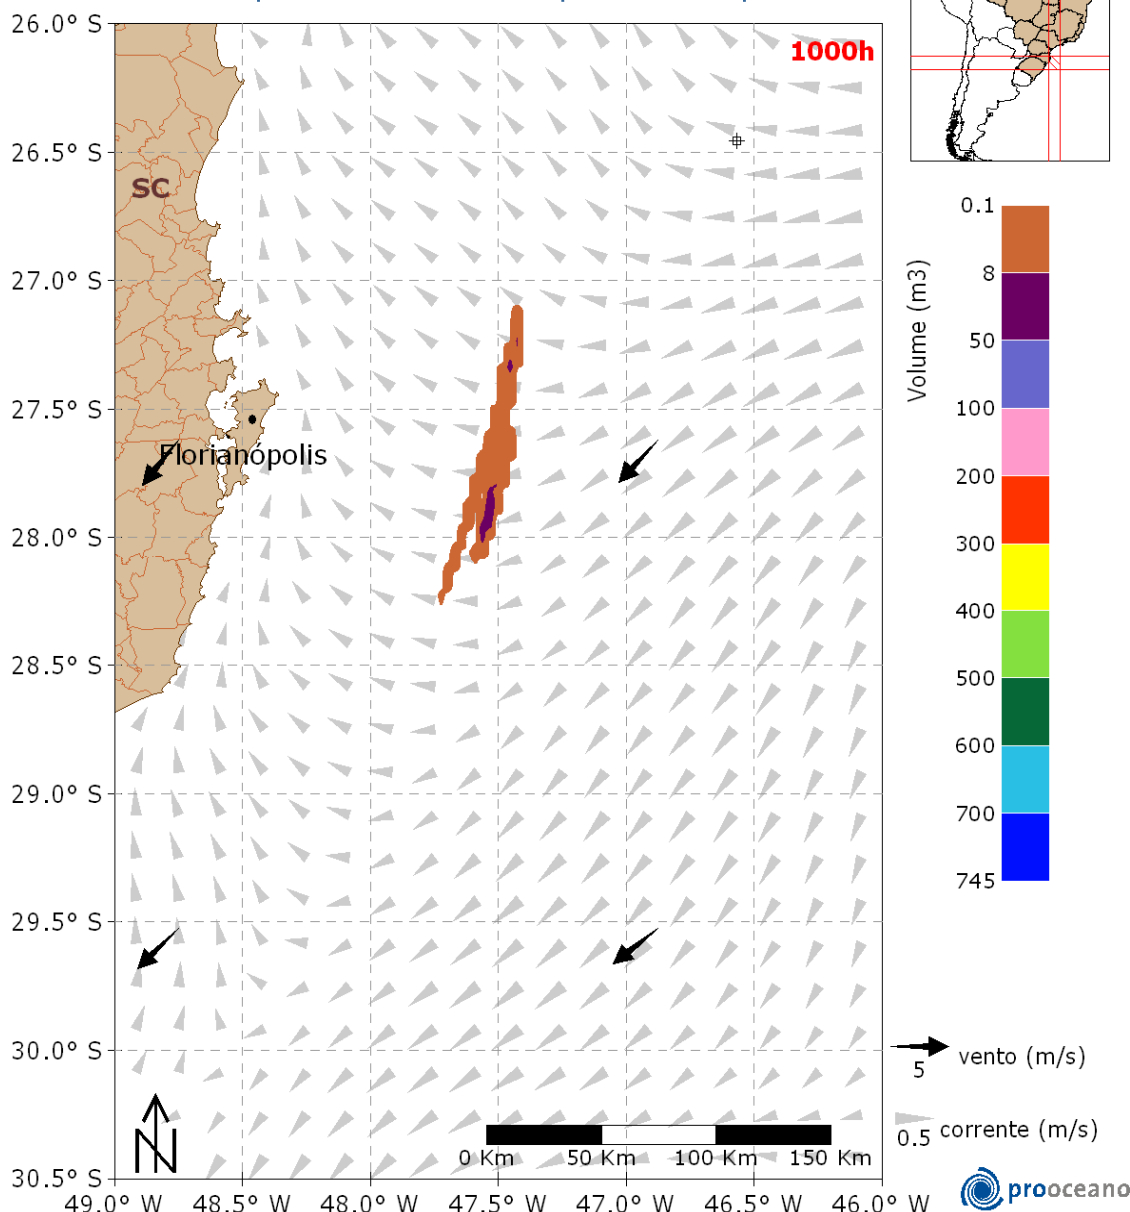 26.0° S
1000h
26.5° S
SC
27.0° S
27.5° S
Florianópolis
28.0° S
28.5° S
29.0° S
29.5° S
30.0° S
30.5° S
49.0° W 48.5° W 48.0° W 47.5° W 47.0° W 46.5° W 46.0° W
N
0 Km 50 Km 100 Km 150 Km
Volume (m3)
0.1
8
50
100
200
300
400
500
600
700
745
5 vento (m/s)
0.5 corrente (m/s)
prooceano